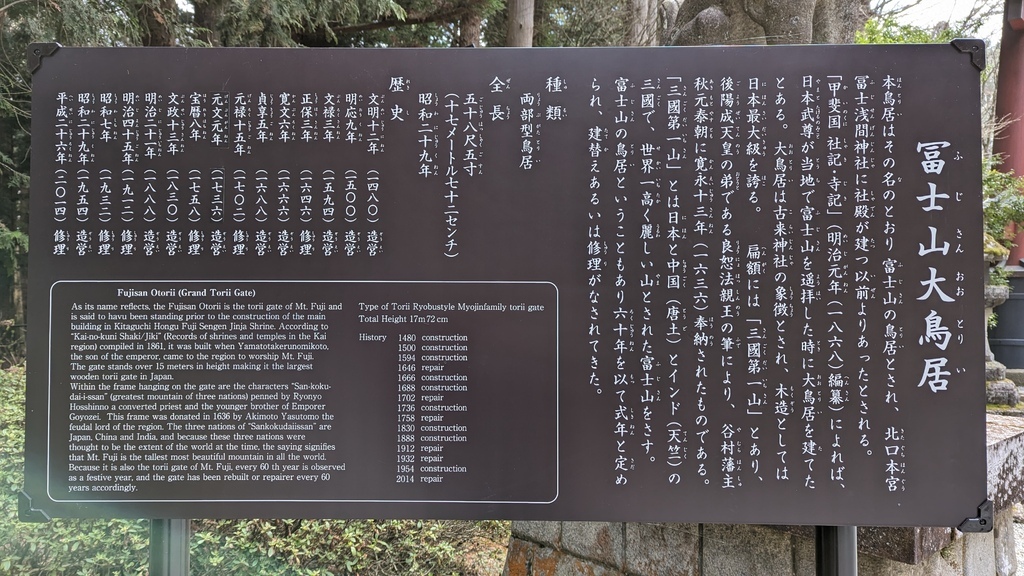 冨士山大鳥居
本鳥居はその名のとおり富士山の鳥居とされ、北口本宮
冨士浅間神社に社殿が建つ以前よりあったとされる。
「甲斐国 社記・寺記」(明治元年(一八六八)編纂)によれば、
日本武尊が当地で富士山を遥拝した時に大鳥居を建てた
とある。大鳥居は古来神社の象徴とされ、木造としては
日本最大級を誇る。 扁額には「三國第一山」とあり、
後陽成天皇の弟である良恕法親王の筆により、谷村藩主
秋元泰朝に寛永十三年(一六三六)奉納されたものである。
「三國第一山」とは日本と中国(唐土)とインド(天竺)の
三國で、世界一高く麗しい山とされた富士山をさす。
富士山の鳥居ということもあり六十年を以て式年と定め
られ、建替えあるいは修理がなされてきた。
種類
両部型鳥居
全長
五十八尺五寸
(十七メートル七十二センチ)
昭和二十九年
歴史
文明十二年 (一四八〇) 造営
明応九年 (一五〇〇) 造営
文禄三年 (一五九四) 造営
正保三年 (一六四六) 修理
寛文六年 (一六六六) 造営
貞享五年 (一六八八) 造営
元禄十五年 (一七〇二) 修理
元文元年 (一七三六) 造営
宝暦八年 (一七五八) 修理
文政十三年 (一八三〇) 造営
明治二十一年 (一八八八) 造営
明治四十五年 (一九一二) 修理
昭和七年 (一九三二) 修理
昭和二十九年 (一九五四) 造営
平成二十六年 (二〇一四) 修理
Fujisan Otorii (Grand Torii Gate)
As its name reflects, the Fujisan Otorii is the torii gate of Mt. Fuji and
is said to havu been standing prior to the construction of the main
building in Kitaguchi Hongu Fuji Sengen Jinja Shrine. According to
"Kai-no-kuni Shaki/Jiki" (Records of shrines and temples in the Kai
region) compiled in 1861, it was built when Yamatotakerunomikoto,
the son of the emperor, came to the region to worship Mt. Fuji.
The gate stands over 15 meters in height making it the largest
wooden torii gate in Japan.
Within the frame hanging on the gate are the characters "San-koku-
dai-i-ssan" (greatest mountain of three nations) penned by Ryonyo
Hosshinno a converted priest and the younger brother of Emporer
Goyozei. This frame was donated in 1636 by Akimoto Yasutomo the
feudal lord of the region. The three nations of "Sankokudaiissan" are
Japan, China and India, and because these three nations were
thought to be the extent of the world at the time, the saying signifies
that Mt. Fuji is the tallest most beautiful mountain in all the world.
Because it is also the torii gate of Mt. Fuji, every 60 th year is observed
as a festive year, and the gate has been rebuilt or repairer every 60
years accordingly.
Type of Torii Ryobustyle Myojinfamily torii gate
Total Height 17m72 cm
History 1480 construction
1500 construction
1594 construction
1646 repair
1666 construction
1688 construction
1702 repair
1736 construction
1758 repair
1830 construction
1888 construction
1912 repair
1932 repair
1954 construction
2014 repair